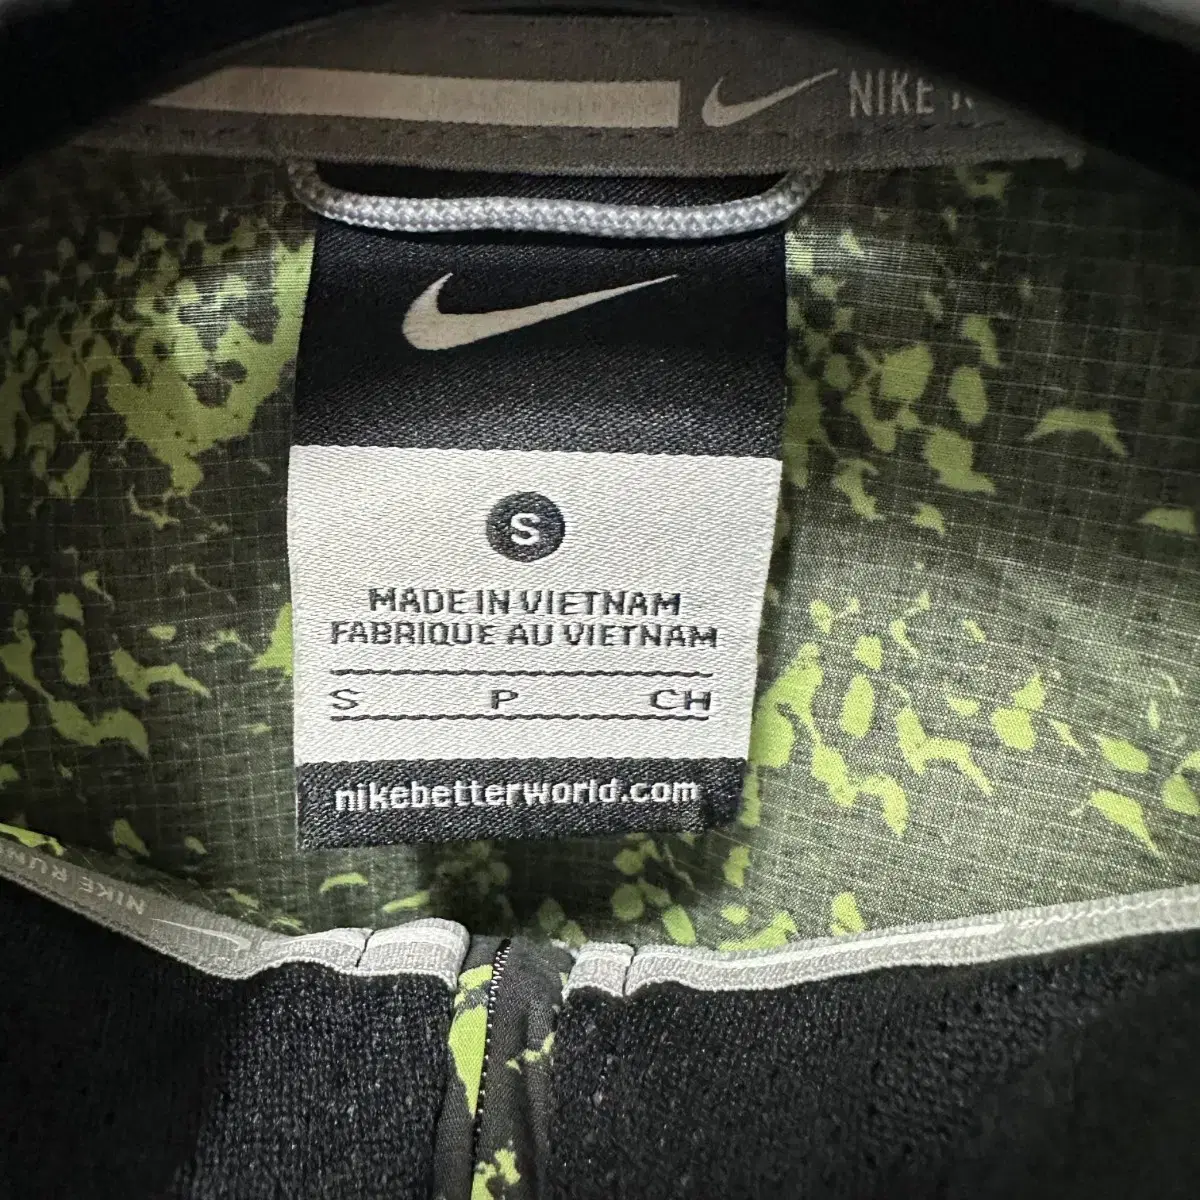 NIKE
S
MADE IN VIETNAM
FABRIQUE AU VIETNAM
S P CH
nikebetterworld.com
NIKE RUN